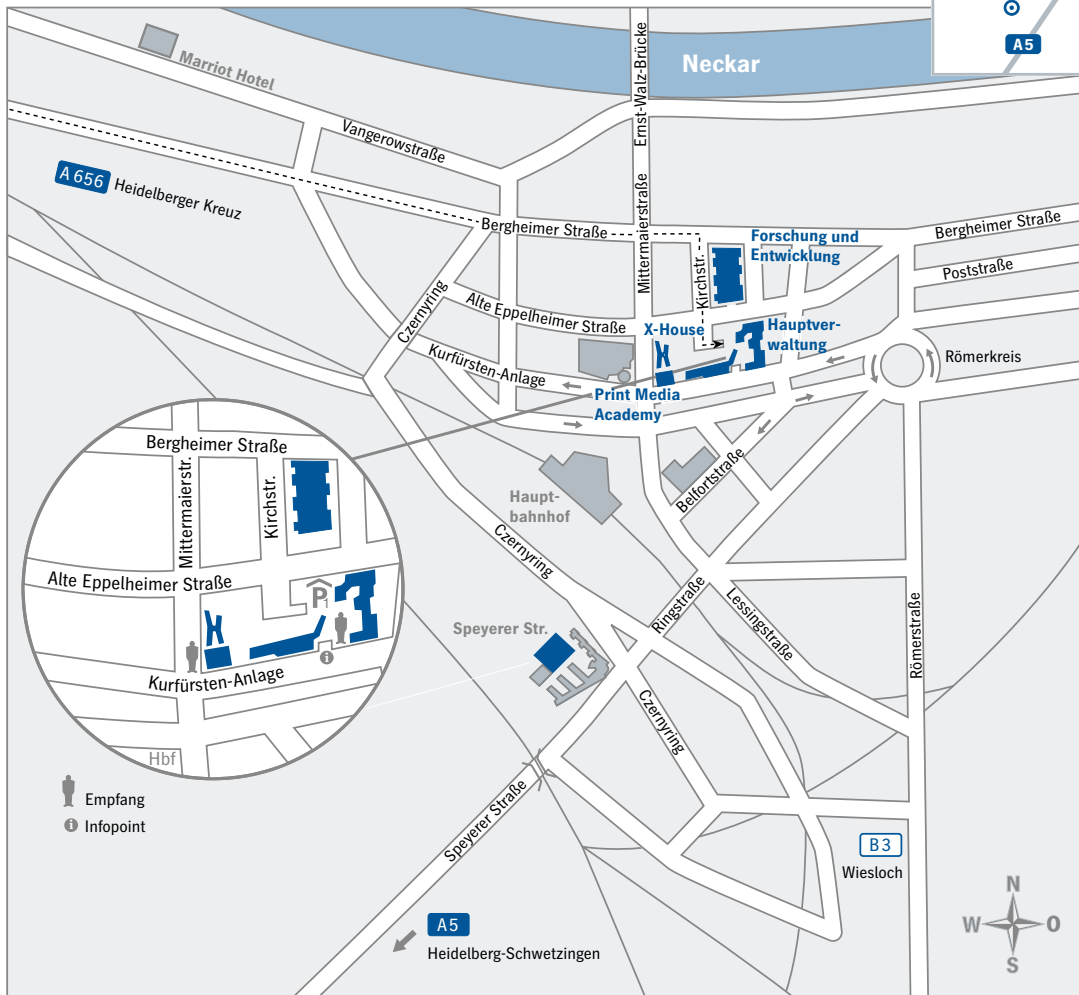 A5
Neckar
Ernst-Walz-Brücke
Marriot Hotel
Vangerowstraße
A 656 Heidelberger Kreuz
Mittermaierstraße
Bergheimer Straße
Bergheimer Straße
Forschung und
Entwicklung
Poststraße
Kirchstr.
Czernyring
Alte Eppelheimer Straße
X-House
Hauptver-
waltung
Kurfürsten-Anlage
Römerkreis
Print Media
Academy
Bergheimer Straße
Mittermaierstr.
Kirchstr.
Alte Eppelheimer Straße
P
Kurfürsten-Anlage
i
Hbf
Haupt-
bahnhof
Belfortstraße
Czernyring
Ringstraße
Lessingstraße
Römerstraße
Speyerer Str.
Czernyring
Empfang
i Infopoint
Speyerer Straße
B 3
Wiesloch
A 5
Heidelberg-Schwetzingen
N
W O
S